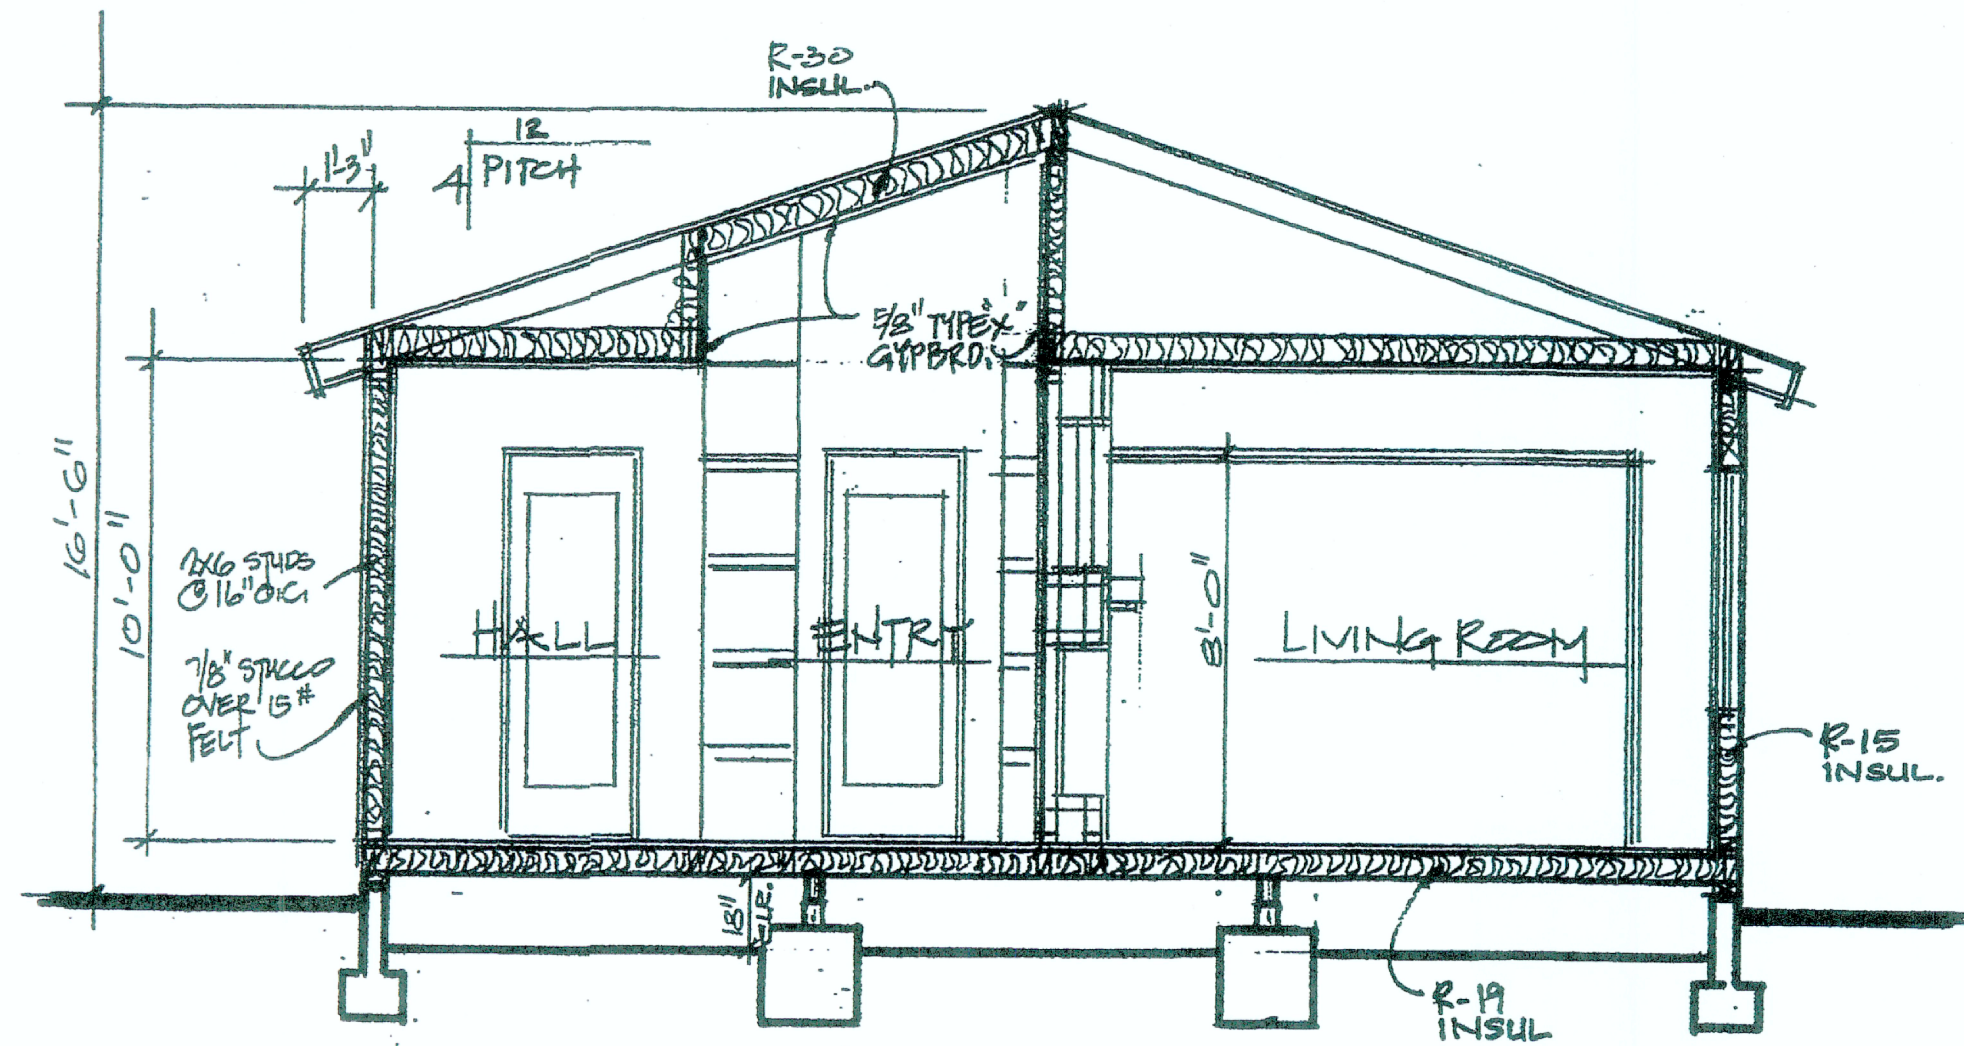 R-30
INSUL.
12
4
PITCH
1'-3"
5/8" TYPE "X"
GYPBRD.
16'-6"
10'-0"
2X6 STUDS
@ 16" O.C.
7/8" STUCCO
OVER 15#
FELT
HALL
ENTRY
8'-0"
LIVING ROOM
R-15
INSUL.
18"
CLR.
R-19
INSUL